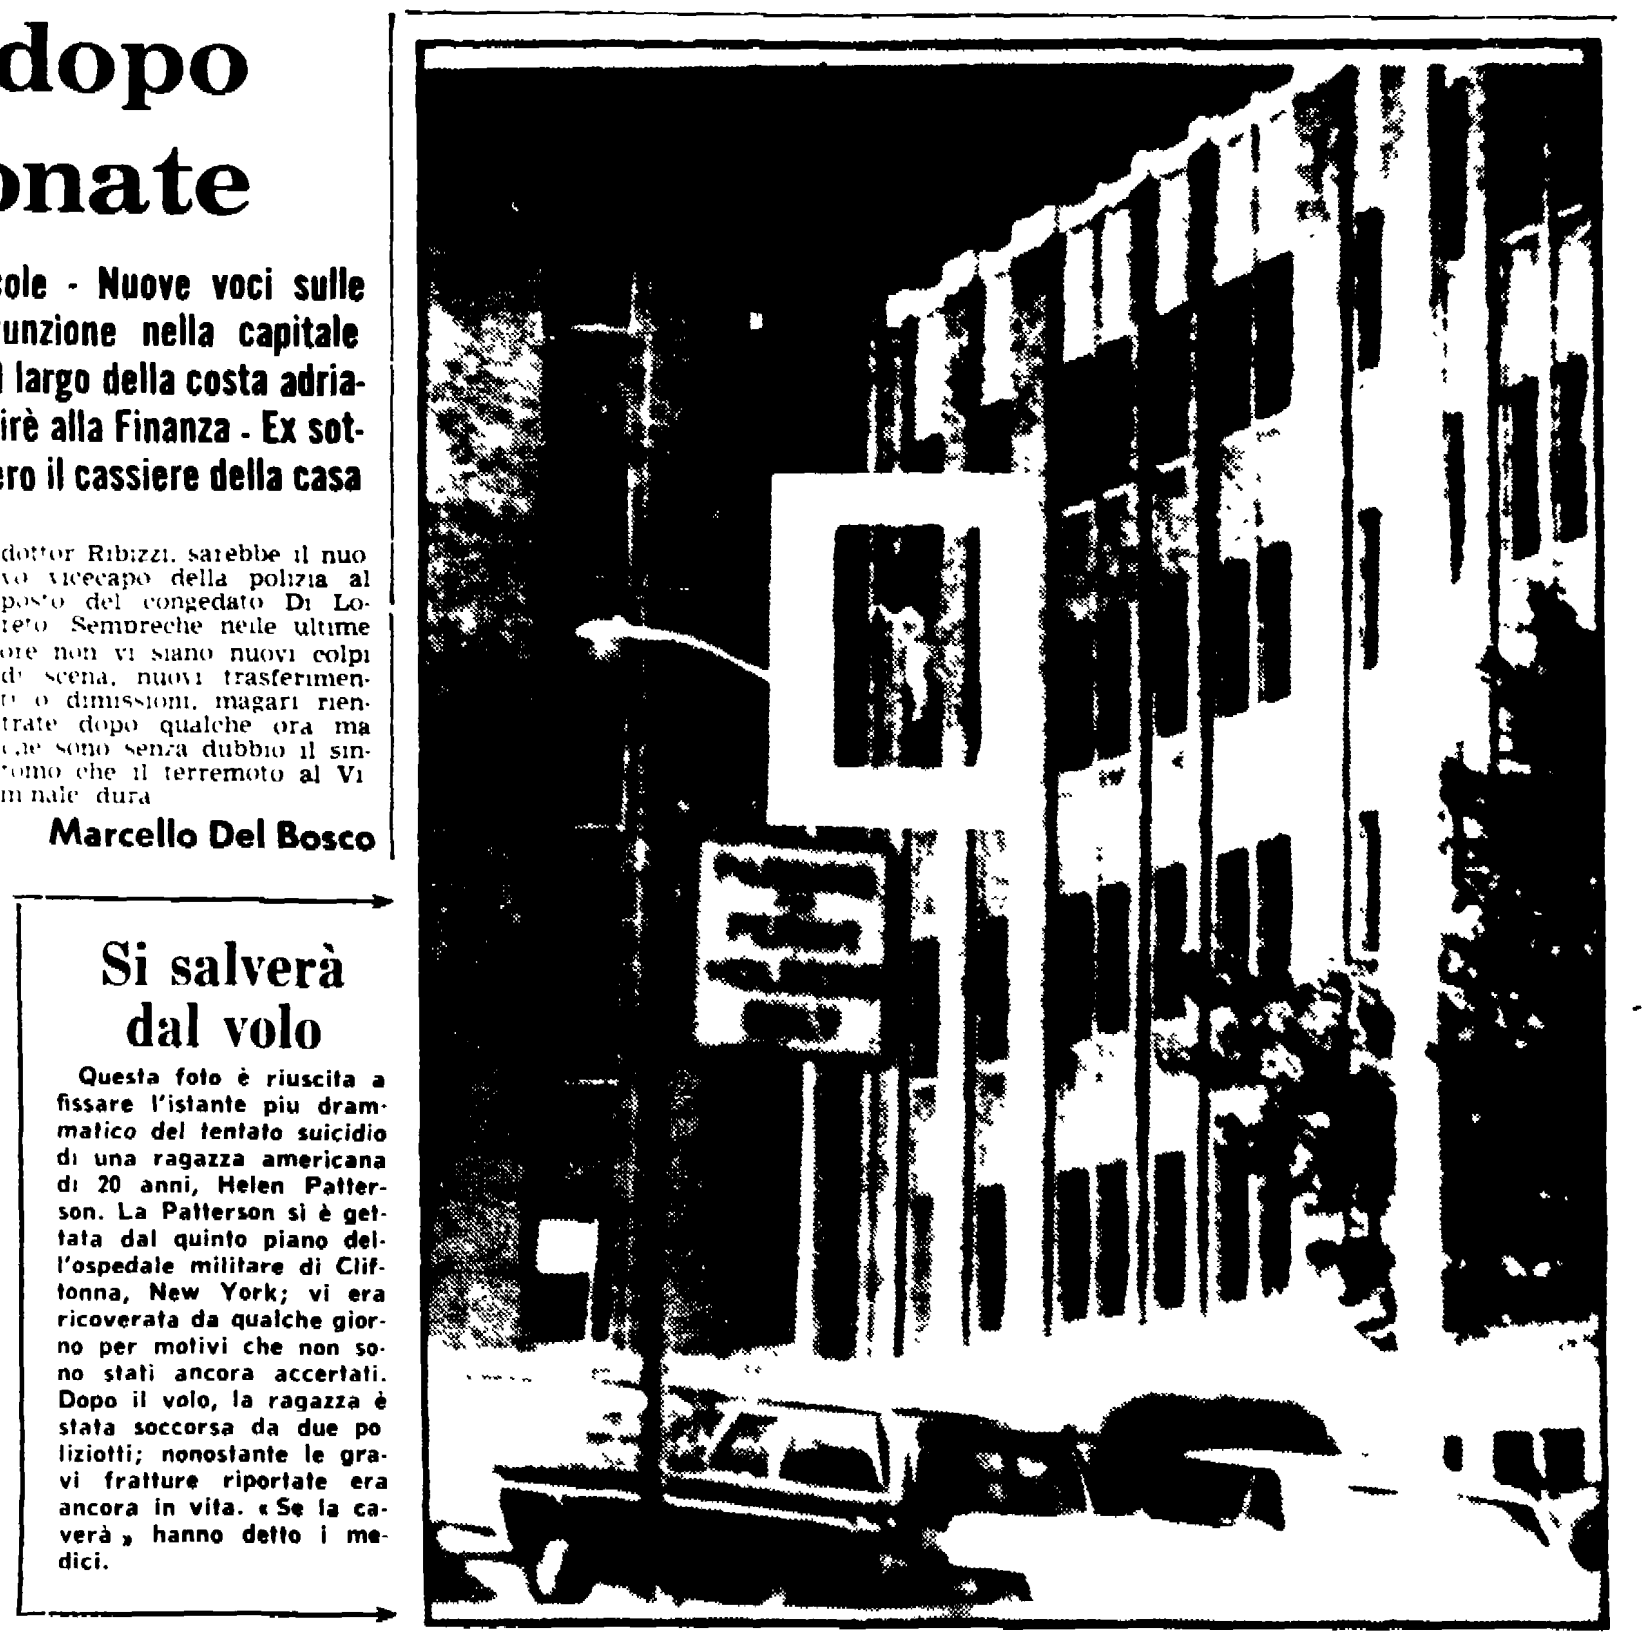 dopo
onate
cole - Nuove voci sulle
unzione nella capitale
largo della costa adria-
irè alla Finanza - Ex sot-
ero il cassiere della casa
dottor Ribizzi, sarebbe il nuo
vo vicecapo della polizia al
posto del congedato Di Lo-
reto Sempreche nelle ultime
ore non vi siano nuovi colpi
di scena, nuovi trasferimen-
ti o dimissioni, magari rien-
trate dopo qualche ora ma
che sono senza dubbio il sin-
tomo che il terremoto al Vi
minale dura
Marcello Del Bosco
Si salverà
dal volo
Questa foto è riuscita a
fissare l'istante piu dram-
matico del tentato suicidio
di una ragazza americana
di 20 anni, Helen Patter-
son. La Patterson si è get-
tata dal quinto piano del-
l'ospedale militare di Clif-
tonna, New York; vi era
ricoverata da qualche gior-
no per motivi che non so-
no stati ancora accertati.
Dopo il volo, la ragazza è
stata soccorsa da due po
liziotti; nonostante le gra-
vi fratture riportate era
ancora in vita. « Se la ca-
verà » hanno detto i me-
dici.